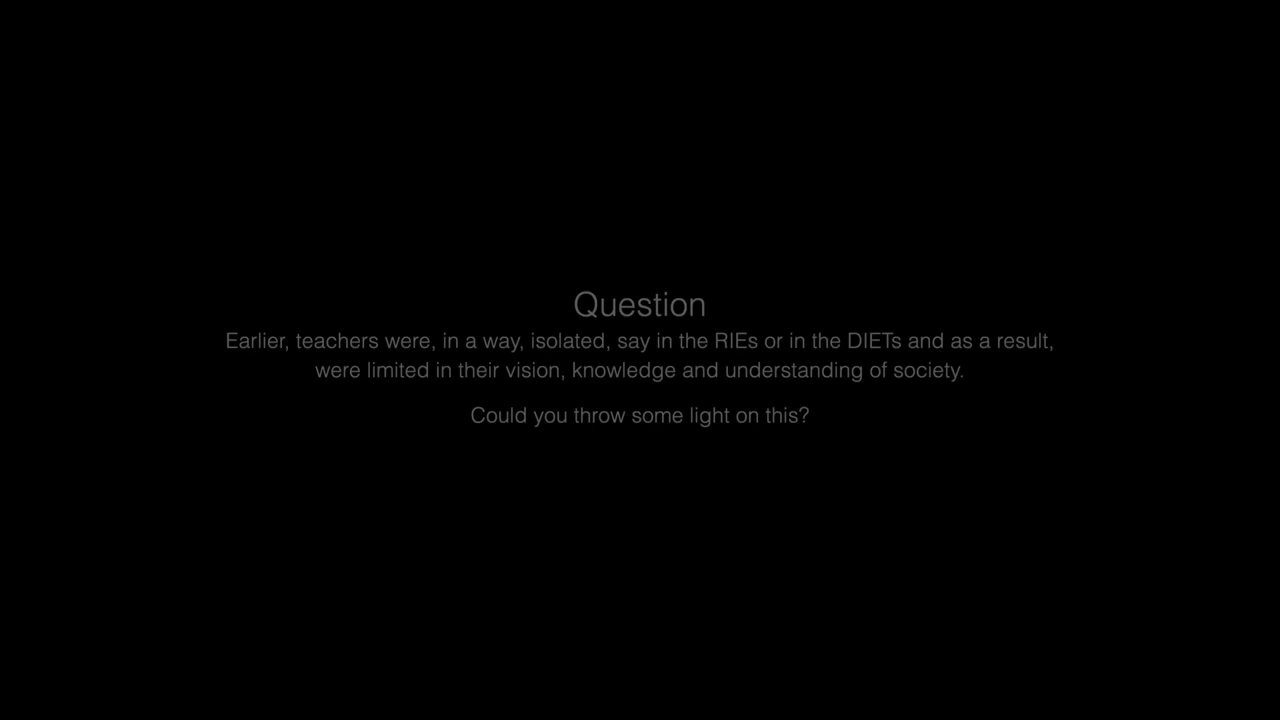 Question
Earlier, teachers were, in a way, isolated, say in the RIEs or in the DIETs and as a result,
were limited in their vision, knowledge and understanding of society.
Could you throw some light on this?